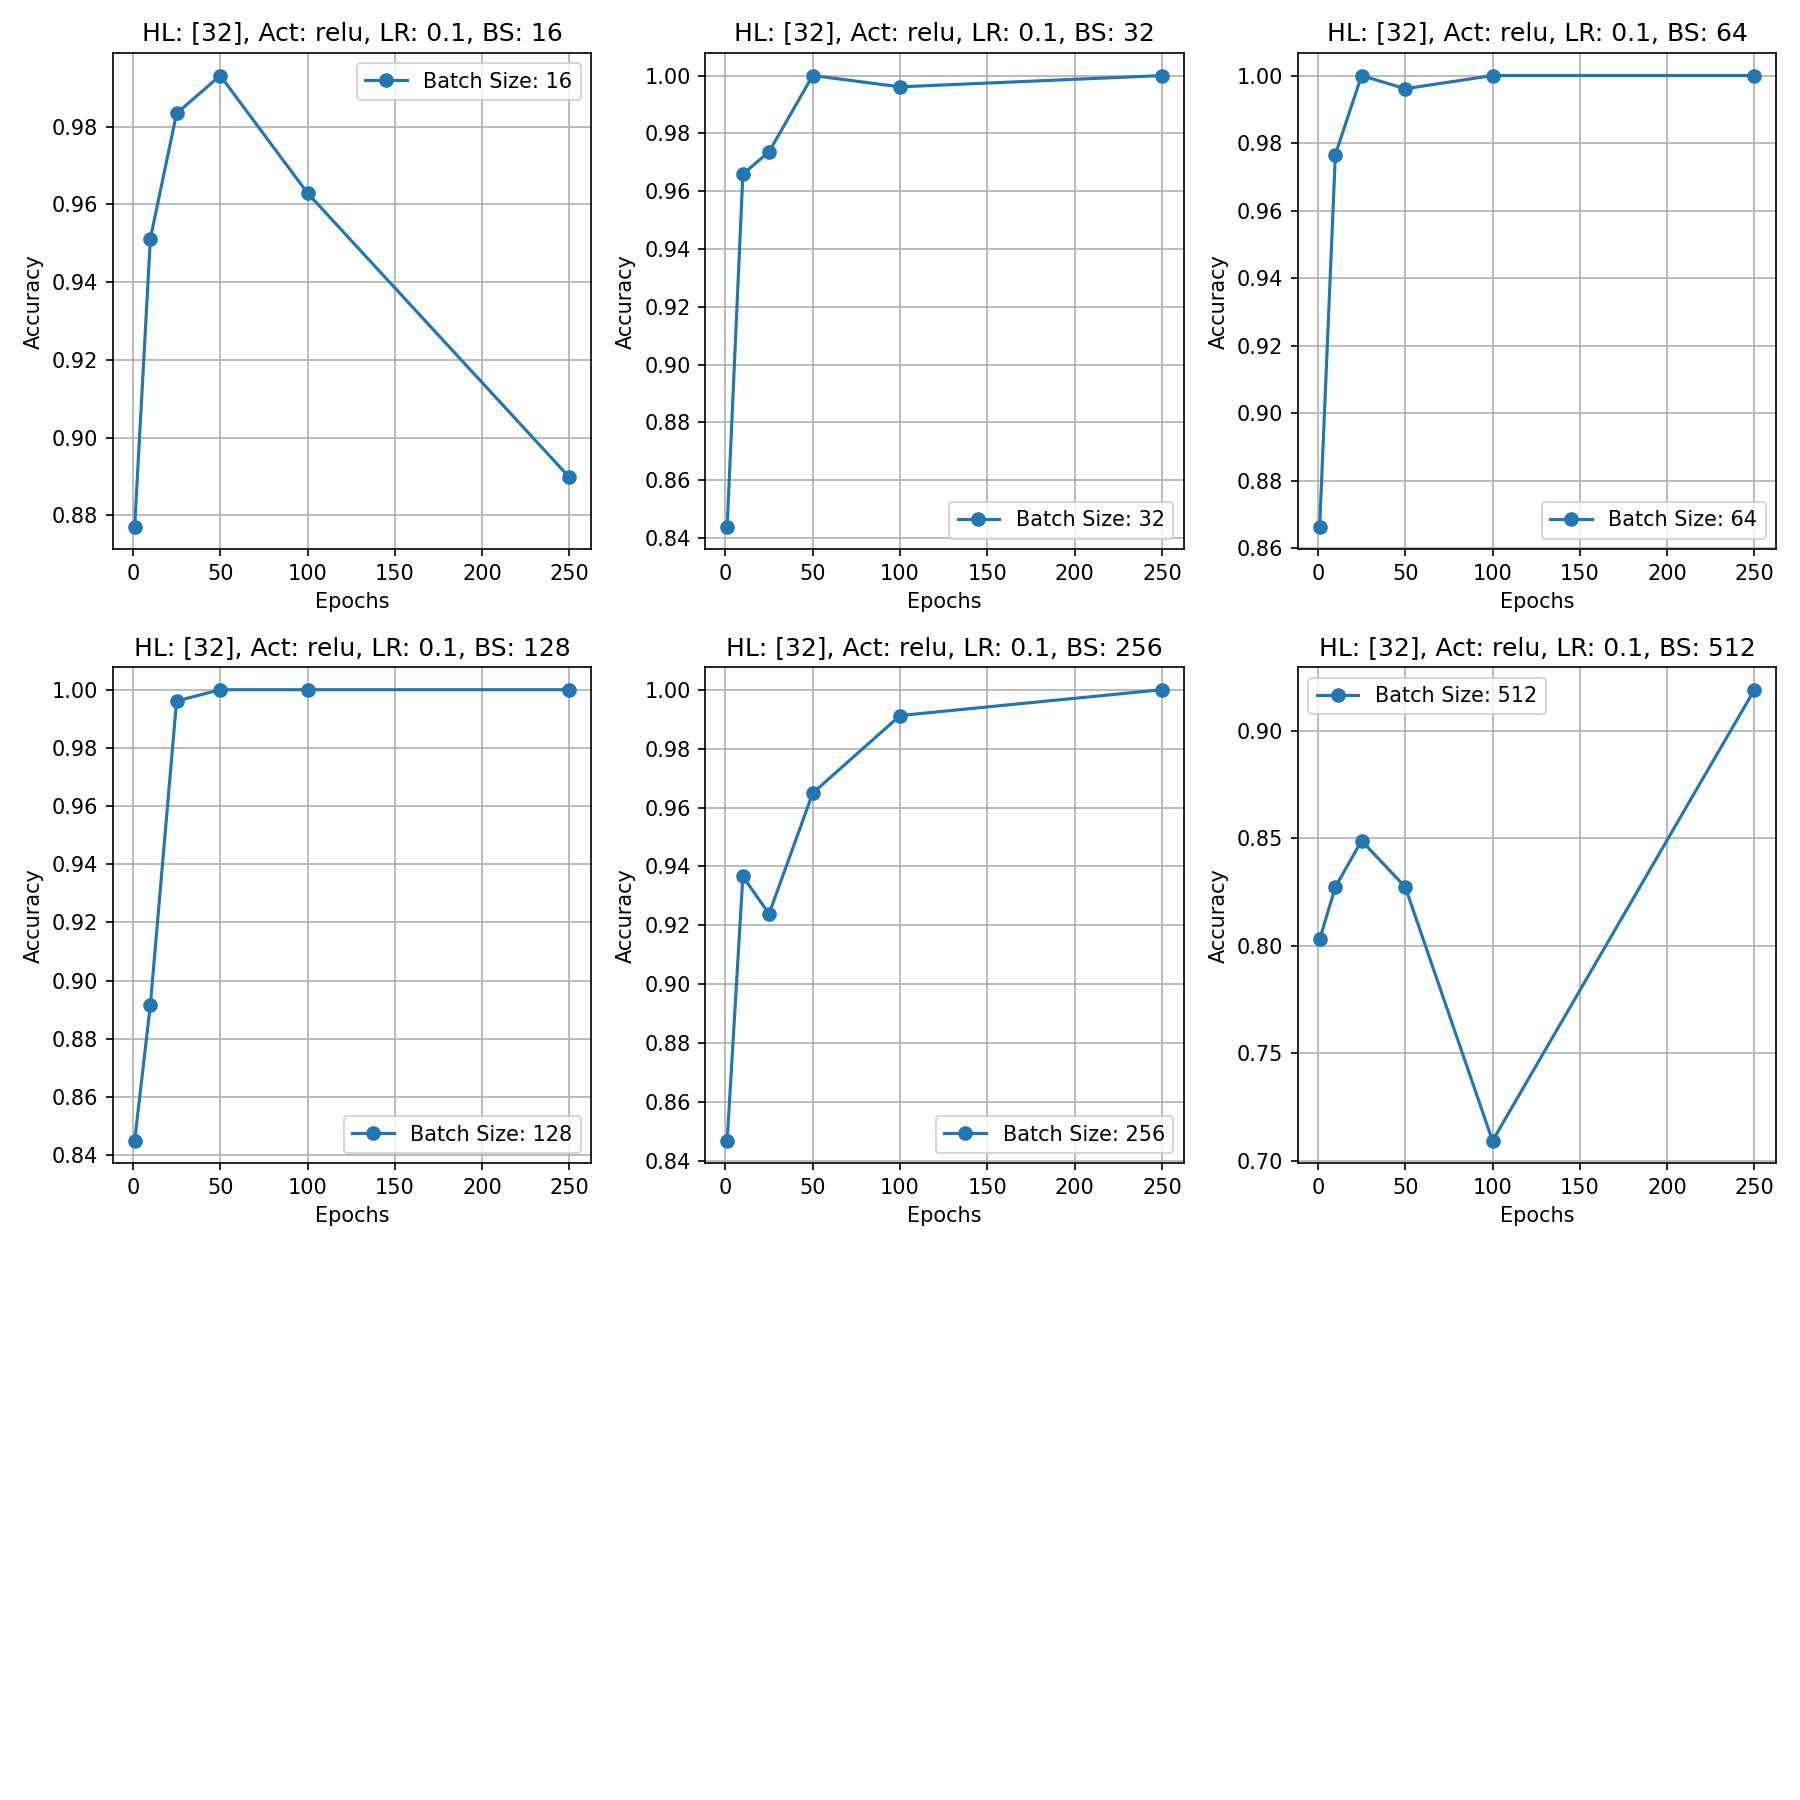 HL: [32], Act: relu, LR: 0.1, BS: 16
Batch Size: 16
Accuracy
0.98
0.96
0.94
0.92
0.90
0.88
0 50 100 150 200 250
Epochs
HL: [32], Act: relu, LR: 0.1, BS: 32
Accuracy
1.00
0.98
0.96
0.94
0.92
0.90
0.88
0.86
0.84
Batch Size: 32
0 50 100 150 200 250
Epochs
HL: [32], Act: relu, LR: 0.1, BS: 64
Accuracy
1.00
0.98
0.96
0.94
0.92
0.90
0.88
0.86
Batch Size: 64
0 50 100 150 200 250
Epochs
HL: [32], Act: relu, LR: 0.1, BS: 128
Accuracy
1.00
0.98
0.96
0.94
0.92
0.90
0.88
0.86
0.84
Batch Size: 128
0 50 100 150 200 250
Epochs
HL: [32], Act: relu, LR: 0.1, BS: 256
Accuracy
1.00
0.98
0.96
0.94
0.92
0.90
0.88
0.86
0.84
Batch Size: 256
0 50 100 150 200 250
Epochs
HL: [32], Act: relu, LR: 0.1, BS: 512
Batch Size: 512
Accuracy
0.90
0.85
0.80
0.75
0.70
0 50 100 150 200 250
Epochs